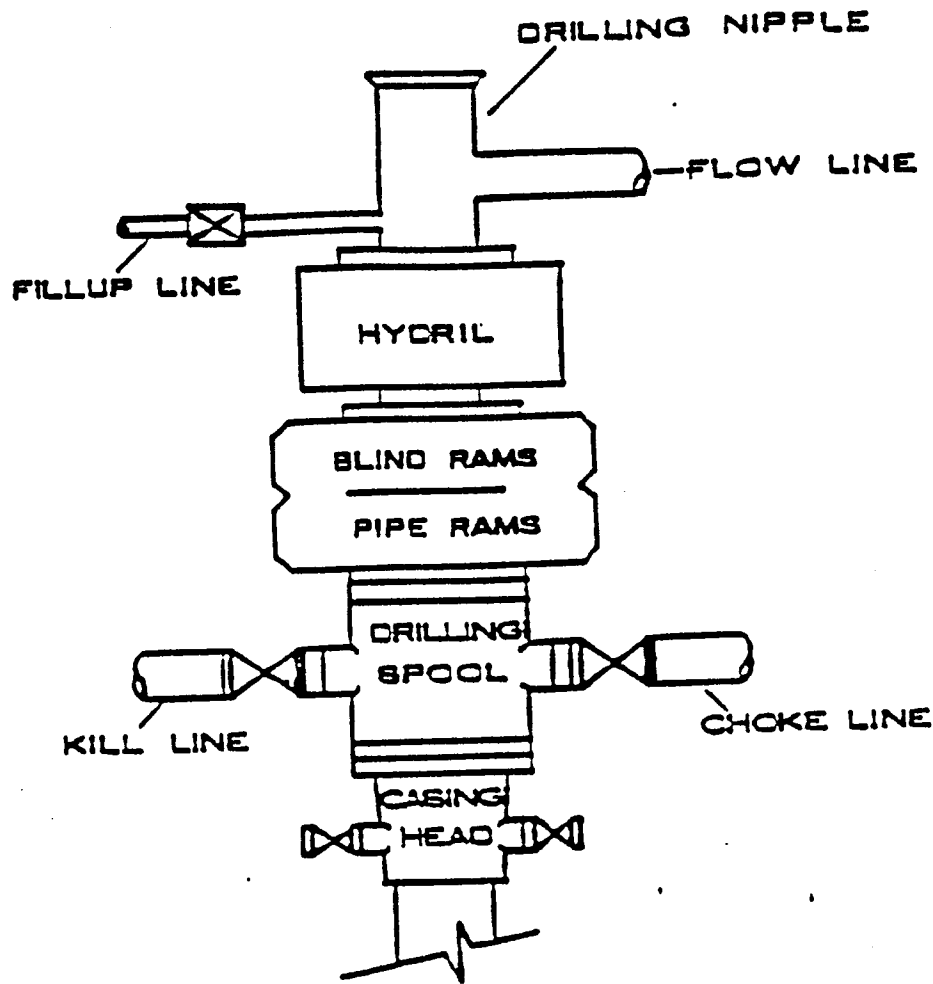 DRILLING NIPPLE
FLOW LINE
FILLUP LINE
HYDRIL
BLIND RAMS
PIPE RAMS
DRILLING
SPOOL
KILL LINE
CHOKE LINE
CASING
HEAD